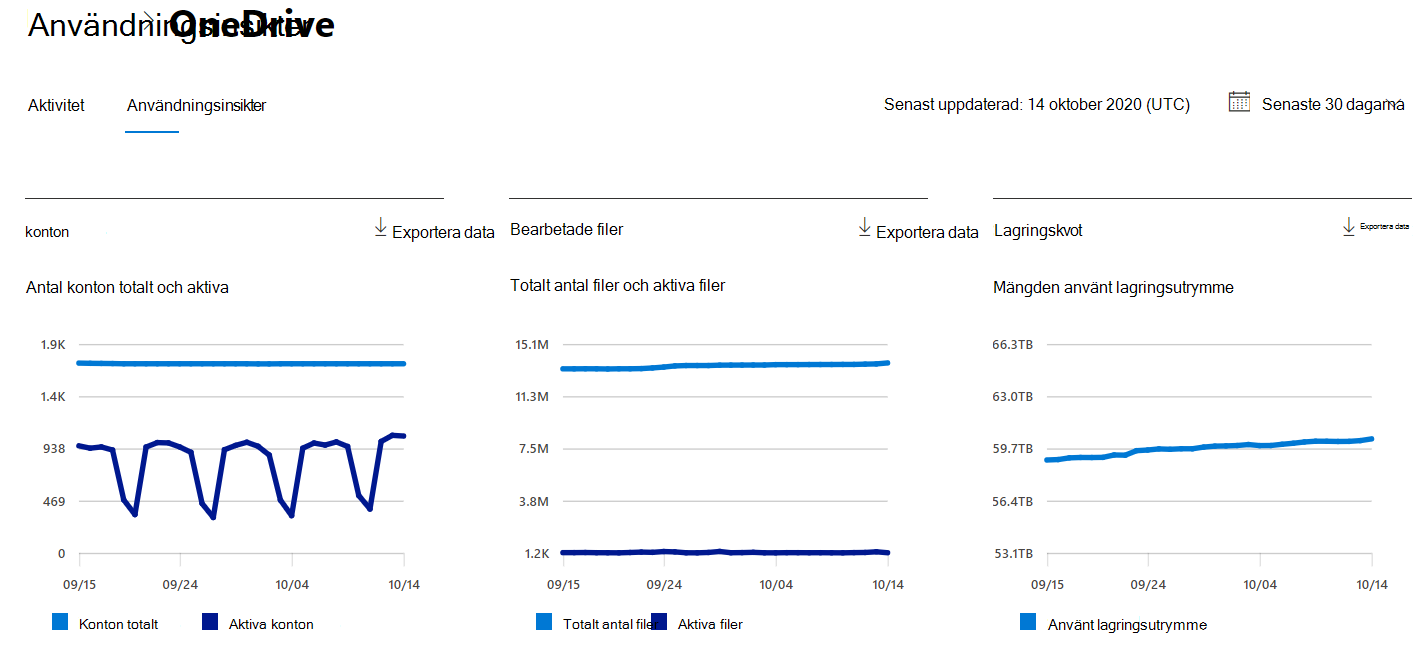 Användningsinsikter
OneDrive
Aktivitet
Användningsinsikter
Senast uppdaterad: 14 oktober 2020 (UTC)
Senaste 30 dagarna
konton
Exportera data
Antal konton totalt och aktiva
1.9K
1.4K
938
469
0
09/15 09/24 10/04 10/14
Konton totalt
Aktiva konton
Bearbetade filer
Exportera data
Totalt antal filer och aktiva filer
15.1M
11.3M
7.5M
3.8M
1.2K
09/15 09/24 10/04 10/14
Totalt antal filer
Aktiva filer
Lagringskvot
Exportera data
Mängden använt lagringsutrymme
66.3TB
63.0TB
59.7TB
56.4TB
53.1TB
09/15 09/24 10/04 10/14
Använt lagringsutrymme